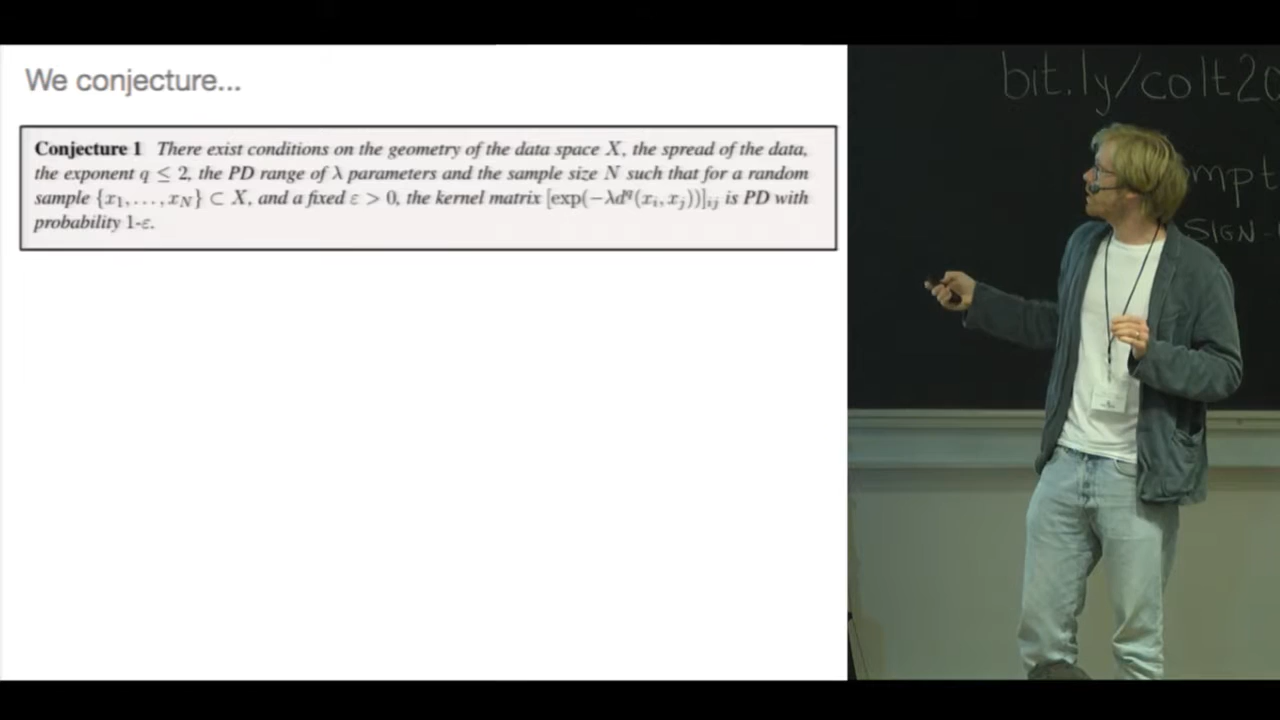 We conjecture...
Conjecture 1 There exist conditions on the geometry of the data space X, the spread of the data,
the exponent q ≤ 2, the PD range of λ parameters and the sample size N such that for a random
sample {x₁, . . . , x_N} ⊂ X, and a fixed ε > 0, the kernel matrix [exp(−λd^q(x_i, x_j))]_ij is PD with
probability 1-ε.
bit.ly/colt20
ompt
SIGN -